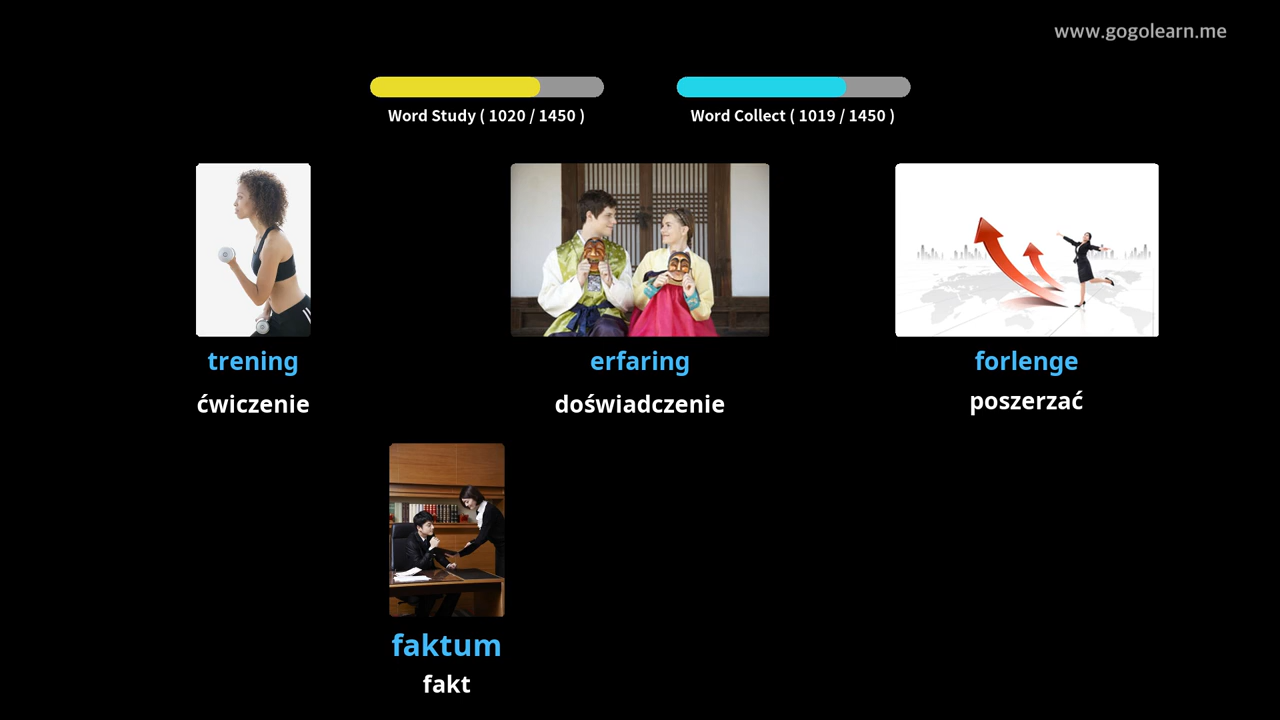 www.gogolearn.me
Word Study ( 1020 / 1450 )
Word Collect ( 1019 / 1450 )
trening
erfaring
forlenge
ćwiczenie
doświadczenie
poszerzać
faktum
fakt